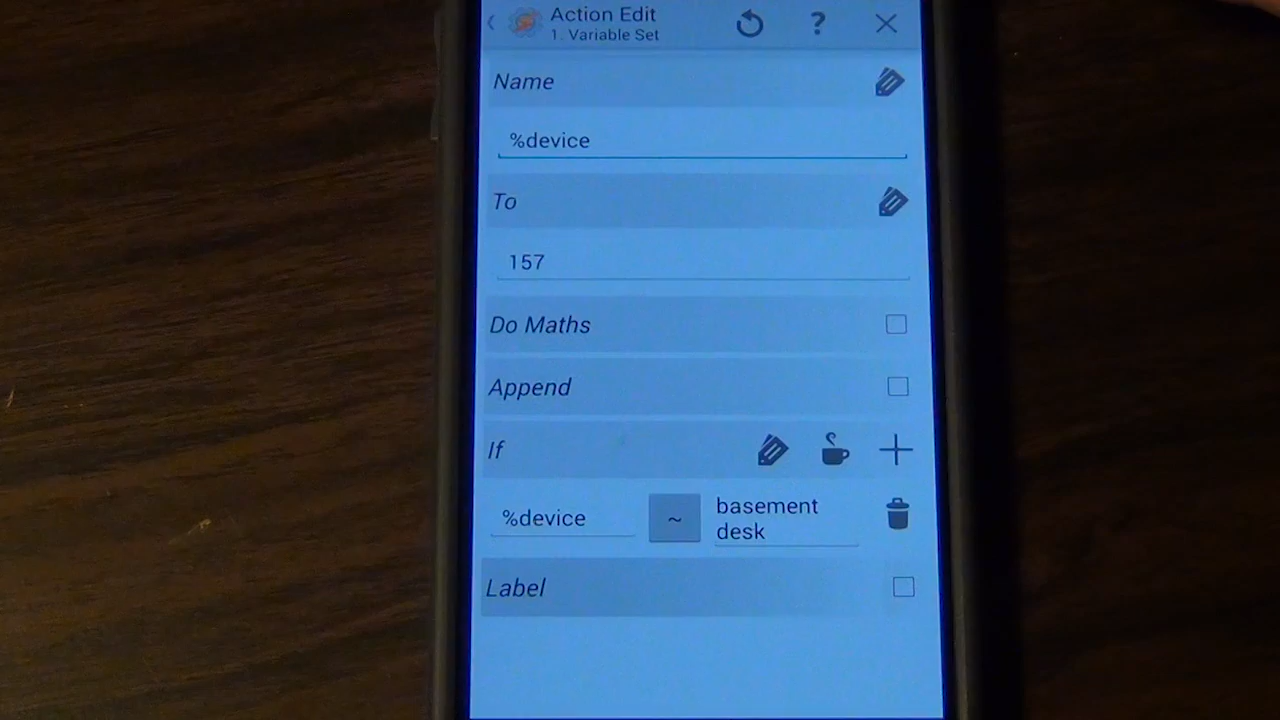 Action Edit
1. Variable Set
?
Name
%device
To
157
Do Maths
Append
If
%device ~ basement
desk
Label